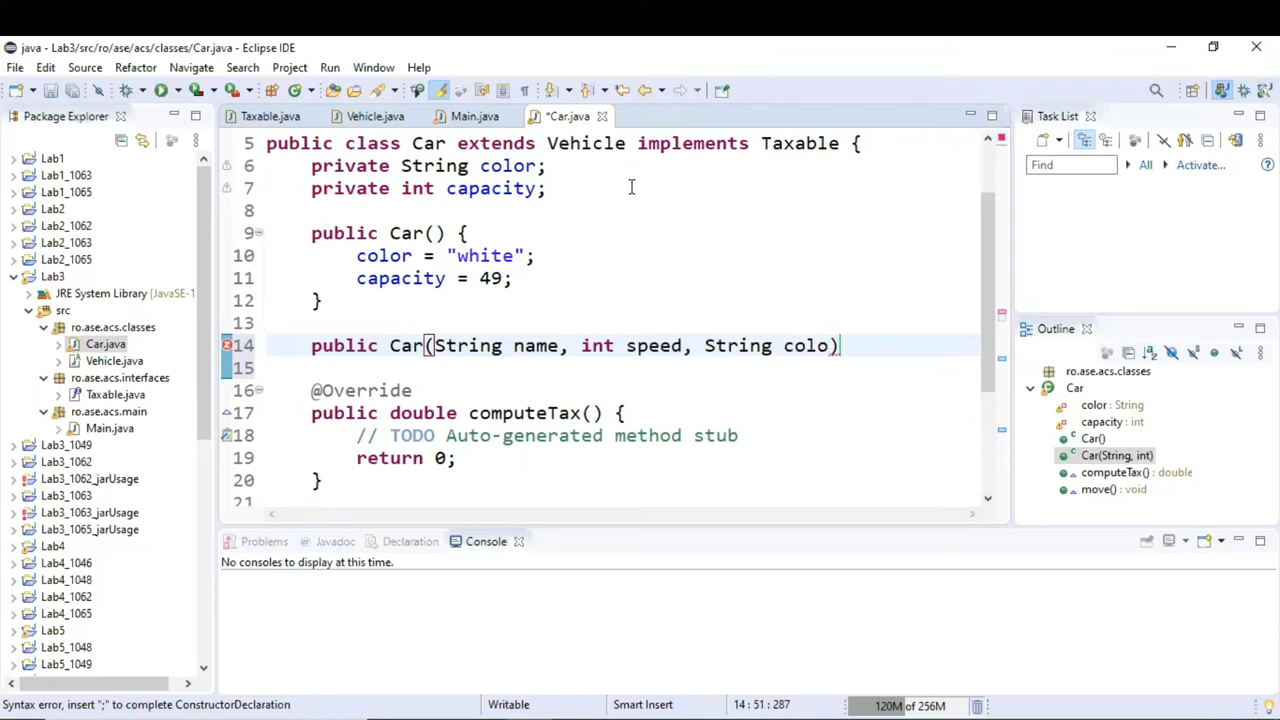 java - Lab3/src/ro/ase/acs/classes/Car.java - Eclipse IDE
File Edit Source Refactor Navigate Search Project Run Window Help
Package Explorer
Lab1
Lab1_1063
Lab1_1065
Lab2
Lab2_1062
Lab2_1063
Lab2_1065
Lab3
JRE System Library [JavaSE-1
src
ro.ase.acs.classes
Car.java
Vehicle.java
ro.ase.acs.interfaces
Taxable.java
ro.ase.acs.main
Main.java
Lab3_1049
Lab3_1062
Lab3_1062_jarUsage
Lab3_1063
Lab3_1063_jarUsage
Lab3_1065_jarUsage
Lab4
Lab4_1046
Lab4_1048
Lab4_1064
Lab4_1065
Lab5
Lab5_1048
Lab5_1049
Taxable.java Vehicle.java Main.java *Car.java
5 public class Car extends Vehicle implements Taxable {
6 private String color;
7 private int capacity;
8
9 public Car() {
10 color = "white";
11 capacity = 49;
12 }
13
14 public Car(String name, int speed, String colo)
15
16 @Override
17 public double computeTax() {
18 // TODO Auto-generated method stub
19 return 0;
20 }
21
Problems Javadoc Declaration Console
No consoles to display at this time.
Task List
Find All Activate...
Outline
ro.ase.acs.classes
Car
color : String
capacity : int
Car()
Car(String, int)
computeTax() : double
move() : void
Syntax error, insert ";" to complete ConstructorDeclaration Writable Smart Insert 14 : 51 : 287 120M of 256M